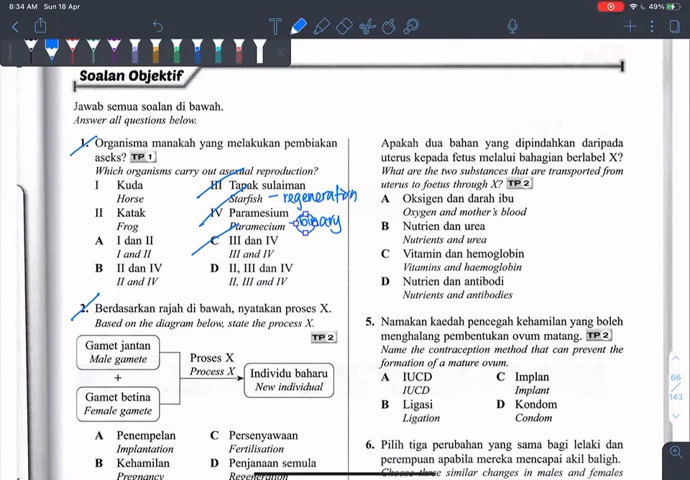 8:34 AM Sun 18 Apr
49%
Soalan Objektif
Jawab semua soalan di bawah.
Answer all questions below.
1. Organisma manakah yang melakukan pembiakan
aseks? TP 1
Which organisms carry out asexual reproduction?
I Kuda
Horse
III Tapak sulaiman
Starfish - regeneration
II Katak
Frog
IV Paramesium
Paramecium - binary
A I dan II
I and II
C III dan IV
III and IV
B II dan IV
II and IV
D II, III dan IV
II, III and IV
2. Berdasarkan rajah di bawah, nyatakan proses X.
Based on the diagram below, state the process X.
TP 2
Gamet jantan
Male gamete
+
Gamet betina
Female gamete
Proses X
Process X
Individu baharu
New individual
A Penempelan
Implantation
C Persenyawaan
Fertilisation
B Kehamilan
Pregnancy
D Penjanaan semula
Regeneration
Apakah dua bahan yang dipindahkan daripada
uterus kepada fetus melalui bahagian berlabel X?
What are the two substances that are transported from
uterus to foetus through X? TP 2
A Oksigen dan darah ibu
Oxygen and mother's blood
B Nutrien dan urea
Nutrients and urea
C Vitamin dan hemoglobin
Vitamins and haemoglobin
D Nutrien dan antibodi
Nutrients and antibodies
5. Namakan kaedah pencegah kehamilan yang boleh
menghalang pembentukan ovum matang. TP 2
Name the contraception method that can prevent the
formation of a mature ovum.
A IUCD
IUCD
C Implan
Implant
B Ligasi
Ligation
D Kondom
Condom
6. Pilih tiga perubahan yang sama bagi lelaki dan
perempuan apabila mereka mencapai akil baligh.
Choose three similar changes in males and females
66
143